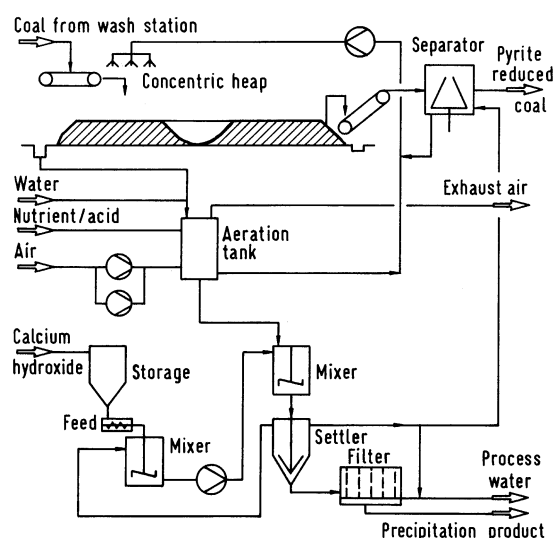 Coal from wash station
Concentric heap
Separator
Pyrite
reduced
coal
Water
Nutrient/acid
Air
Aeration
tank
Exhaust air
Calcium
hydroxide
Storage
Feed
Mixer
Mixer
Settler
Filter
Process
water
Precipitation product